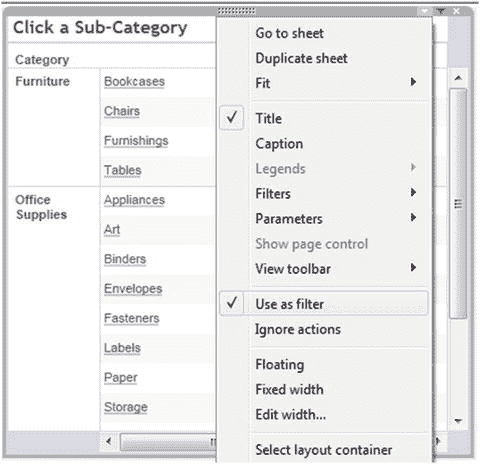 Click a Sub-Category
Category
Furniture
Bookcases
Chairs
Furnishings
Tables
Office
Supplies
Appliances
Art
Binders
Envelopes
Fasteners
Labels
Paper
Storage
Go to sheet
Duplicate sheet
Fit
Title
Caption
Legends
Filters
Parameters
Show page control
View toolbar
Use as filter
Ignore actions
Floating
Fixed width
Edit width...
Select layout container